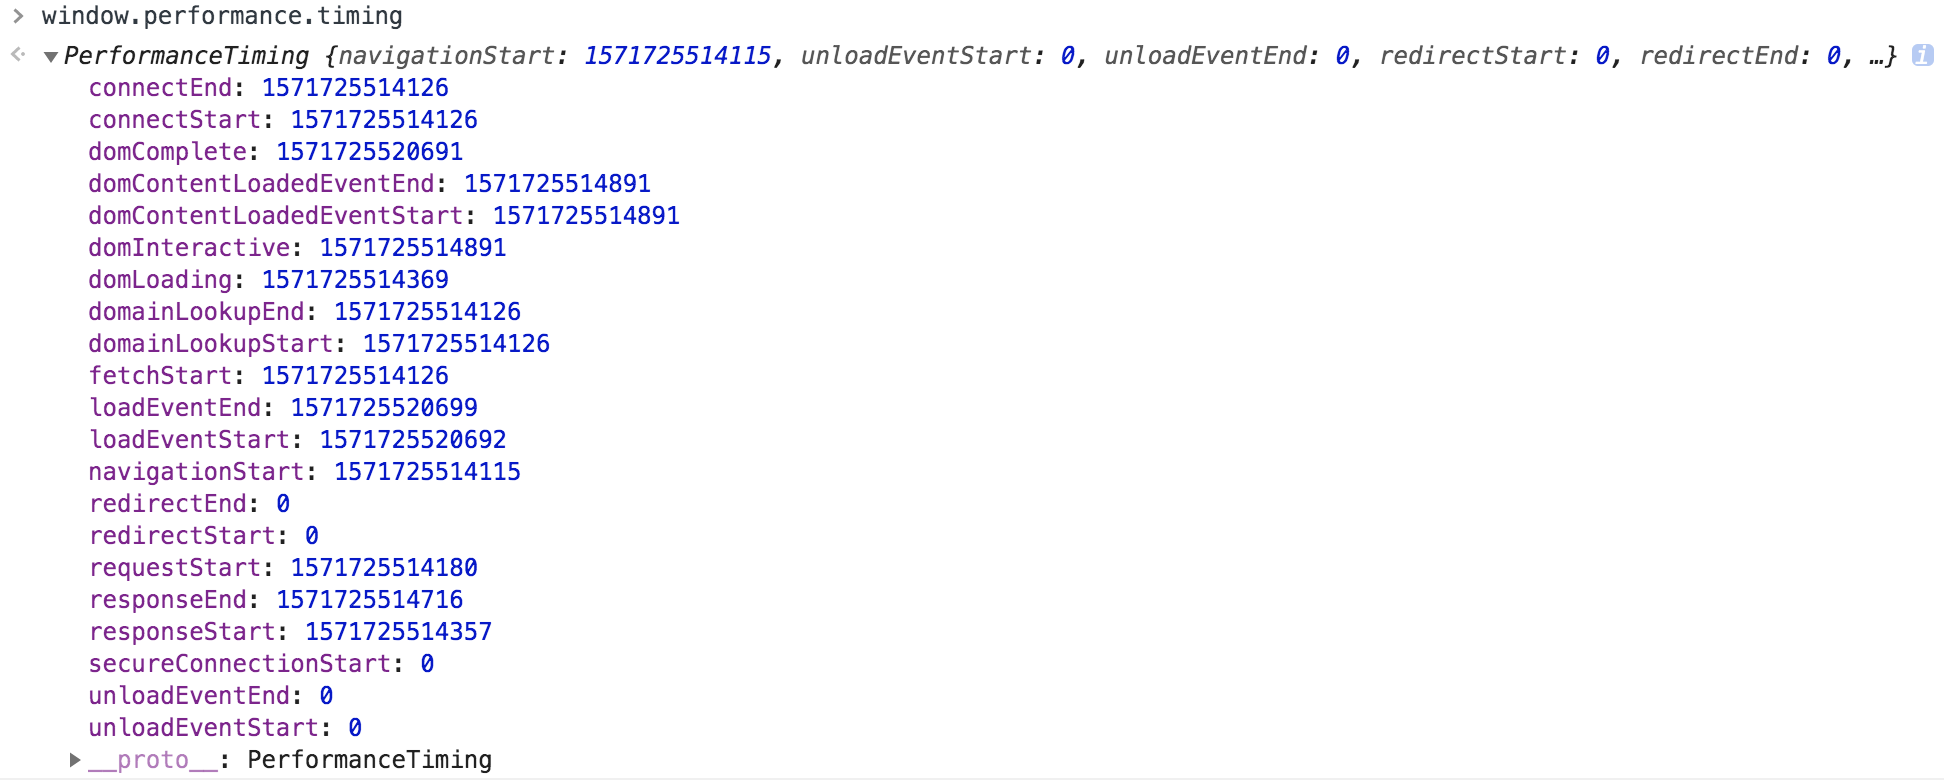 > window.performance.timing
<· ▼PerformanceTiming {navigationStart: 1571725514115, unloadEventStart: 0, unloadEventEnd: 0, redirectStart: 0, redirectEnd: 0, …} i
connectEnd: 1571725514126
connectStart: 1571725514126
domComplete: 1571725520691
domContentLoadedEventEnd: 1571725514891
domContentLoadedEventStart: 1571725514891
domInteractive: 1571725514891
domLoading: 1571725514369
domainLookupEnd: 1571725514126
domainLookupStart: 1571725514126
fetchStart: 1571725514126
loadEventEnd: 1571725520699
loadEventStart: 1571725520692
navigationStart: 1571725514115
redirectEnd: 0
redirectStart: 0
requestStart: 1571725514180
responseEnd: 1571725514716
responseStart: 1571725514357
secureConnectionStart: 0
unloadEventEnd: 0
unloadEventStart: 0
▶ __proto__: PerformanceTiming